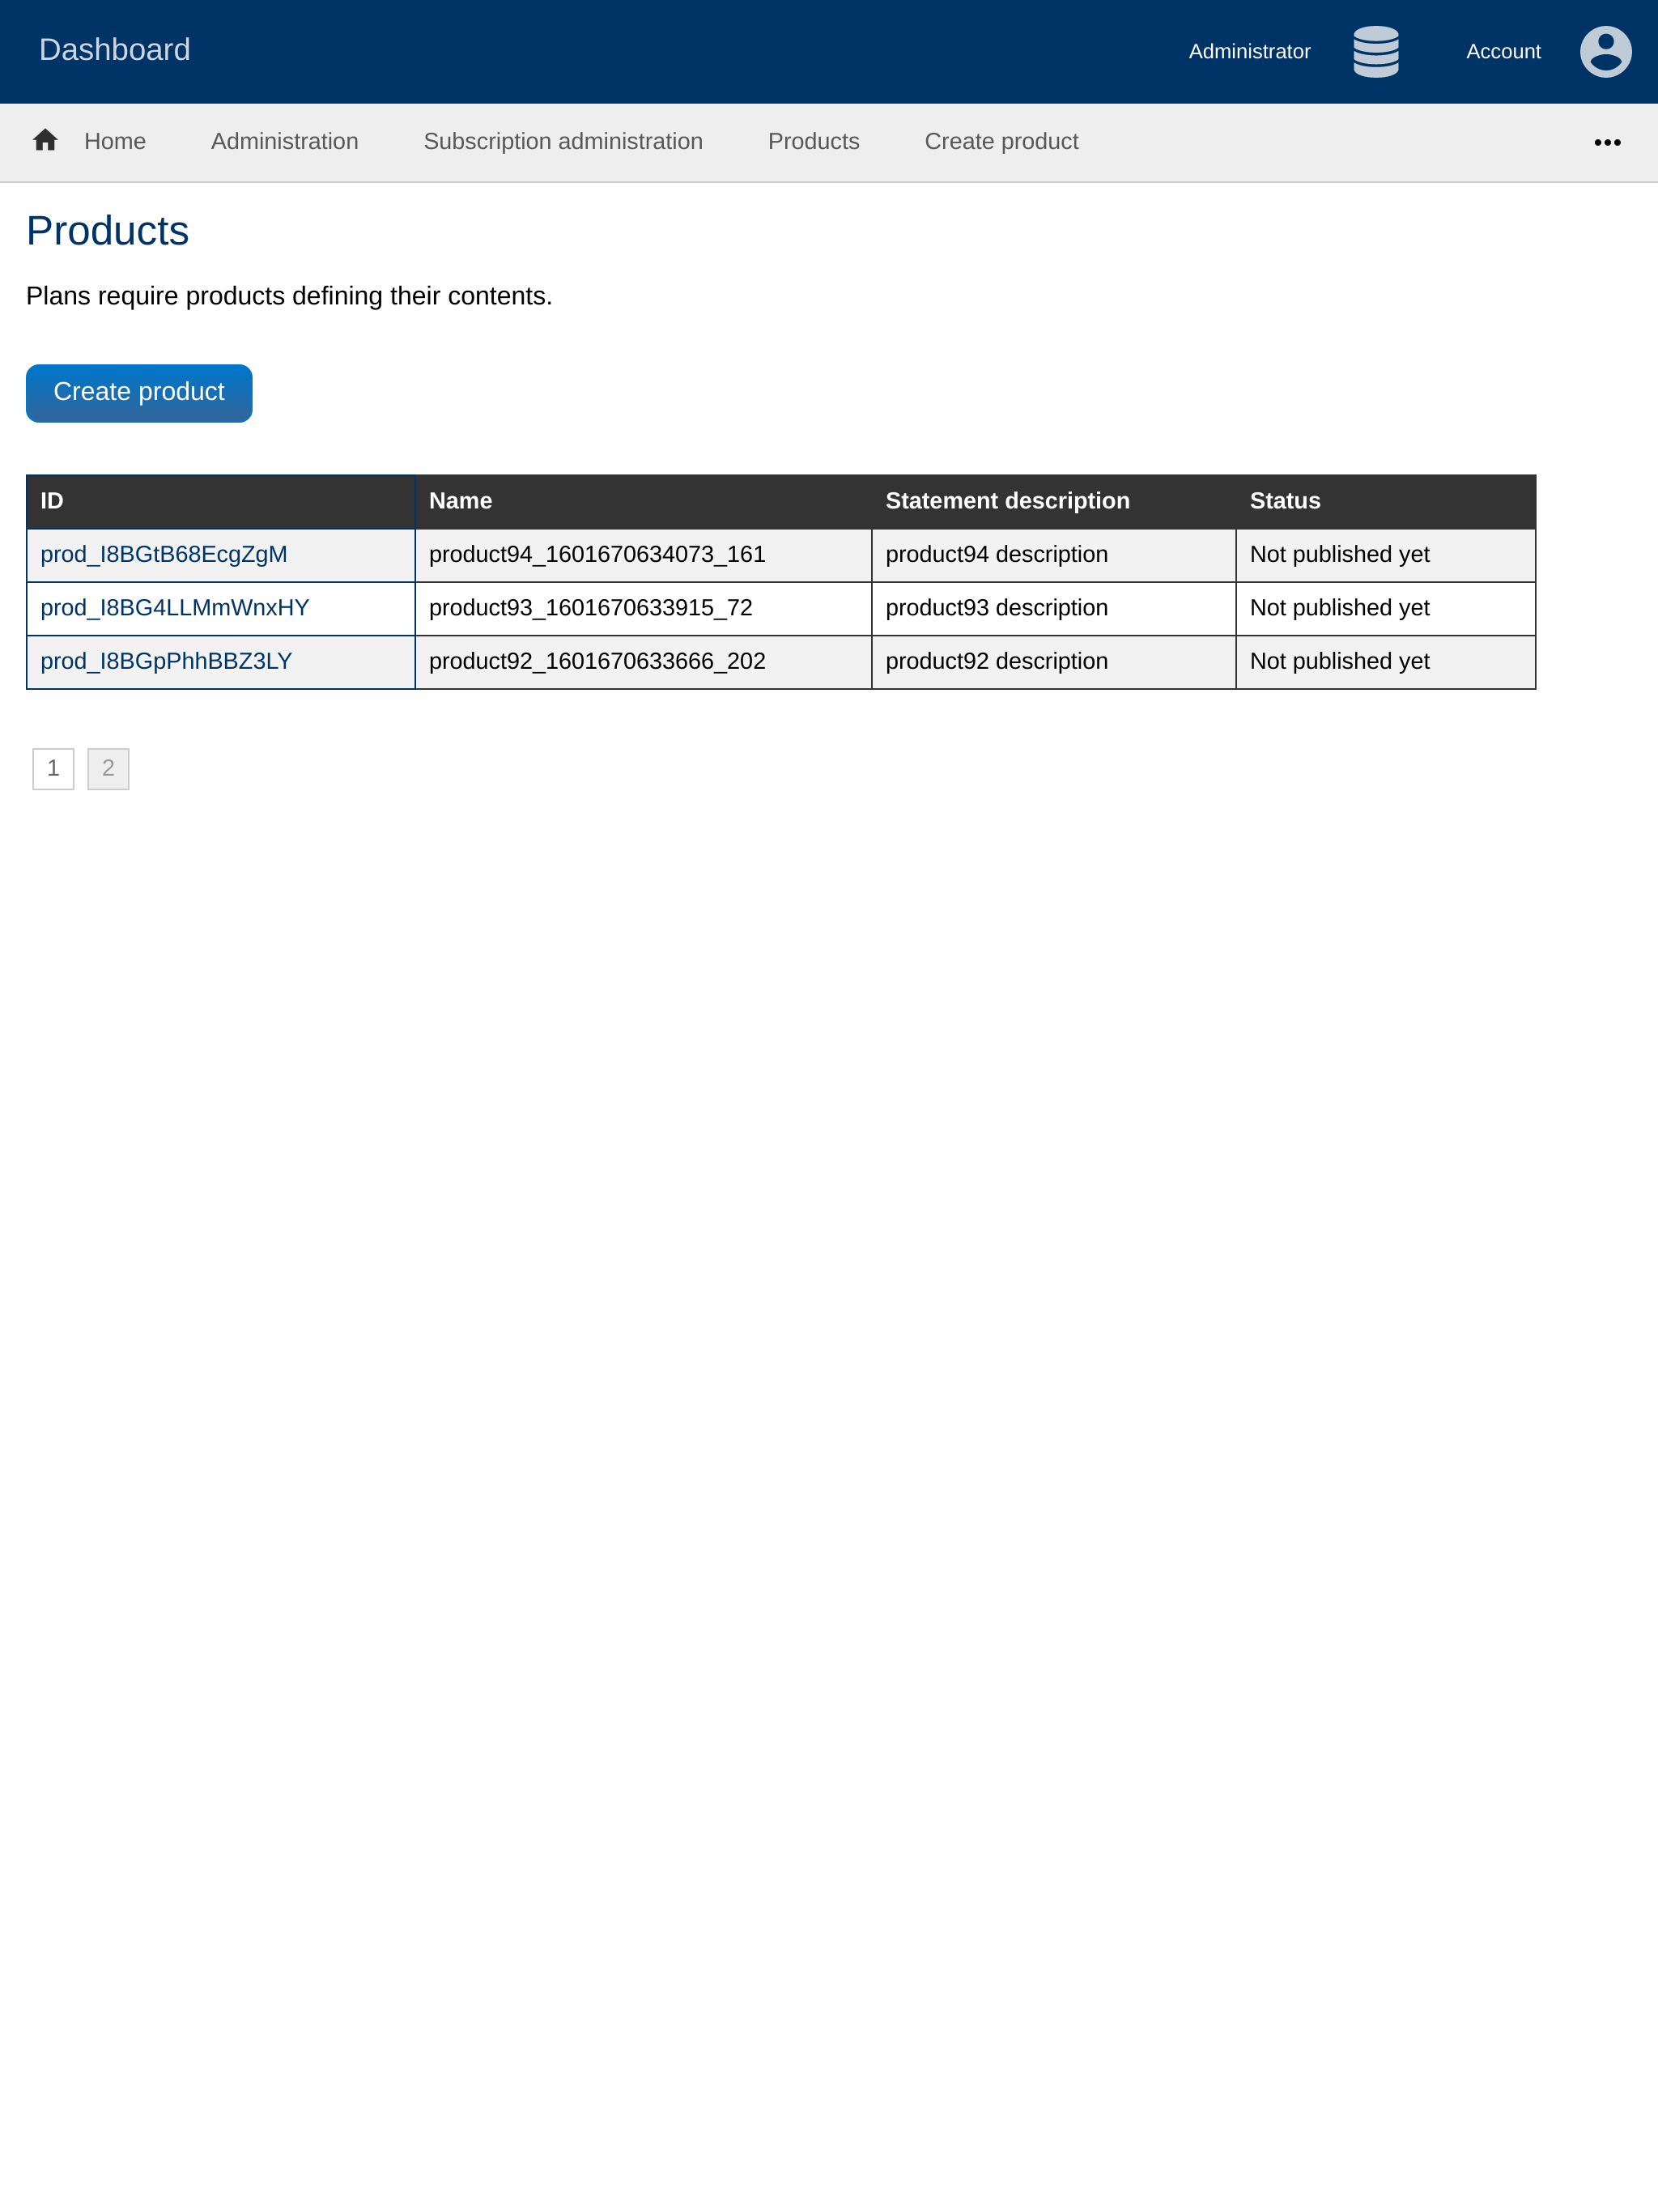 Dashboard Administrator Account
Home Administration Subscription administration Products Create product
Products
Plans require products defining their contents.
Create product
ID Name Statement description Status
prod_I8BGtB68EcgZgM product94_1601670634073_161 product94 description Not published yet
prod_I8BG4LLMmWnxHY product93_1601670633915_72 product93 description Not published yet
prod_I8BGpPhhBBZ3LY product92_1601670633666_202 product92 description Not published yet
1 2